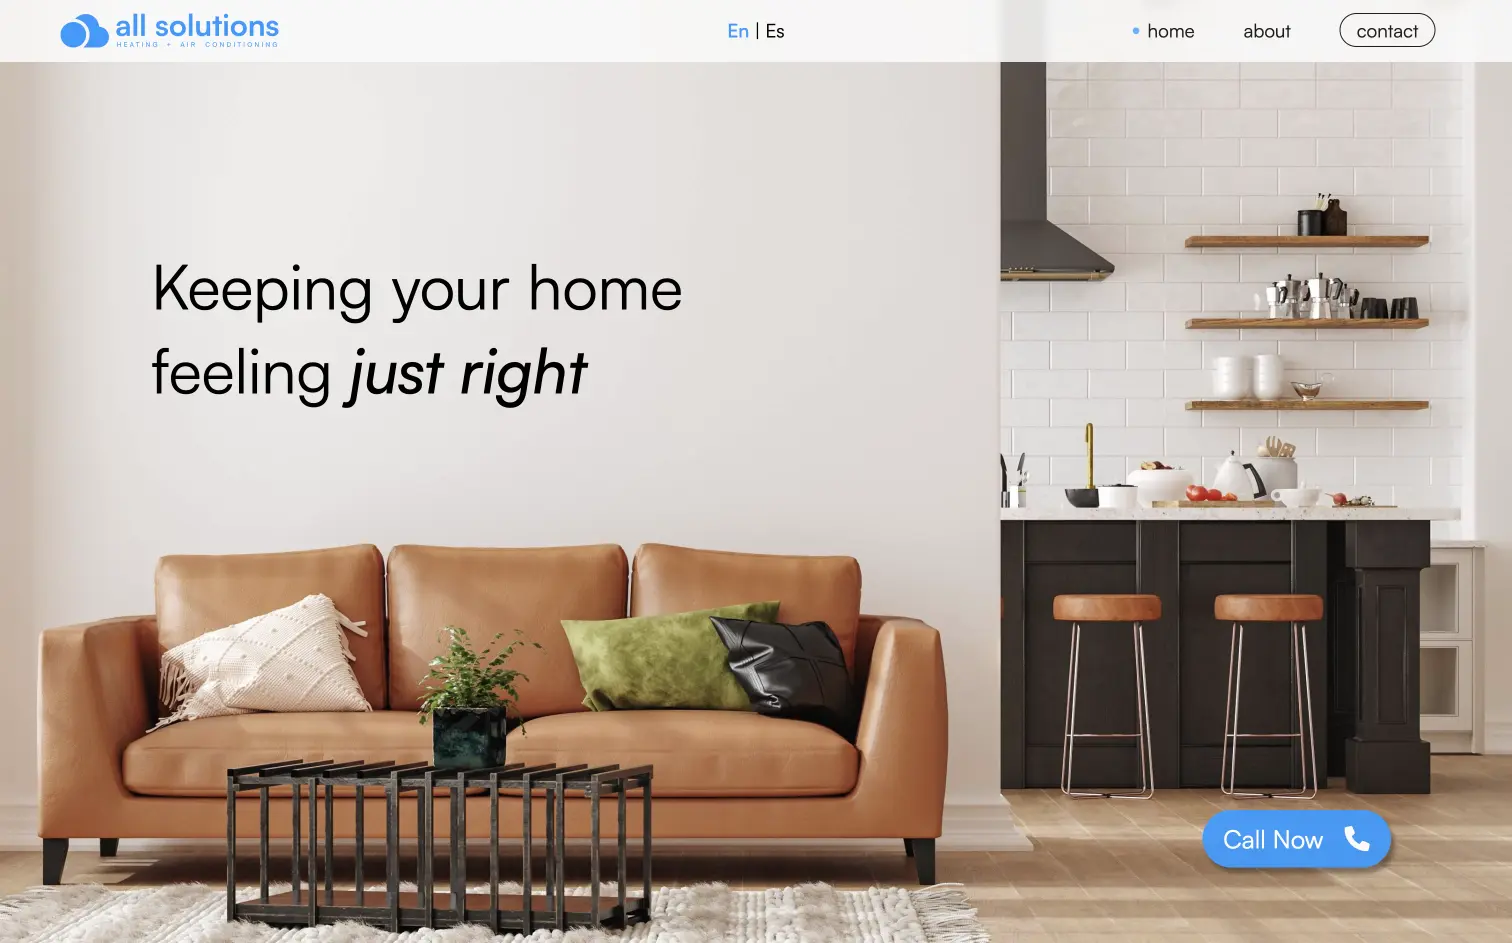 all solutions
HEATING + AIR CONDITIONING
En | Es
home
about
contact
Keeping your home
feeling just right
Call Now